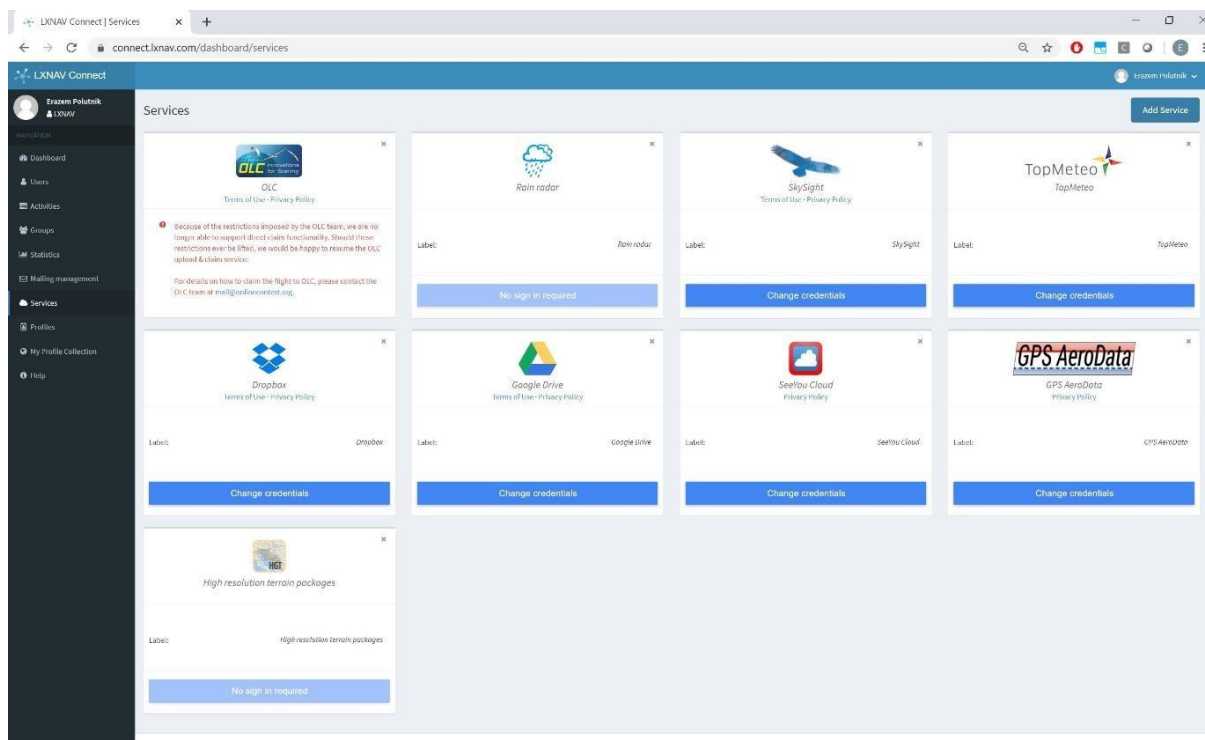 LXNAV Connect | Services
connect.lxnav.com/dashboard/services
E
LXNAV Connect
Erazem Polutnik
Erazem Polutnik
LXNAV
NAVIGATION
Dashboard
Users
Activities
Groups
Statistics
Mailing management
Services
Profiles
My Profile Collection
Help
Services
Add Service
OLC innovations for Soaring
OLC
Terms of Use - Privacy Policy
Because of the restrictions imposed by the OLC team, we are no
longer able to support direct claim functionality. Should these
restrictions ever be lifted, we would be happy to resume the OLC
upload & claim service.
For details on how to claim the flight to OLC, please contact the
OLC team at mail@onlinecontest.org.
Rain radar
Label: Rain radar
No sign in required
SkySight
Terms of Use - Privacy Policy
Label: SkySight
Change credentials
TopMeteo
TopMeteo
Label: TopMeteo
Change credentials
Dropbox
Terms of Use - Privacy Policy
Label: Dropbox
Change credentials
Google Drive
Terms of Use - Privacy Policy
Label: Google Drive
Change credentials
SeeYou Cloud
Privacy Policy
Label: SeeYou Cloud
Change credentials
GPS AeroData
GPS AeroData
Privacy Policy
Label: GPS AeroData
Change credentials
HGT
High resolution terrain packages
Label: High resolution terrain packages
No sign in required